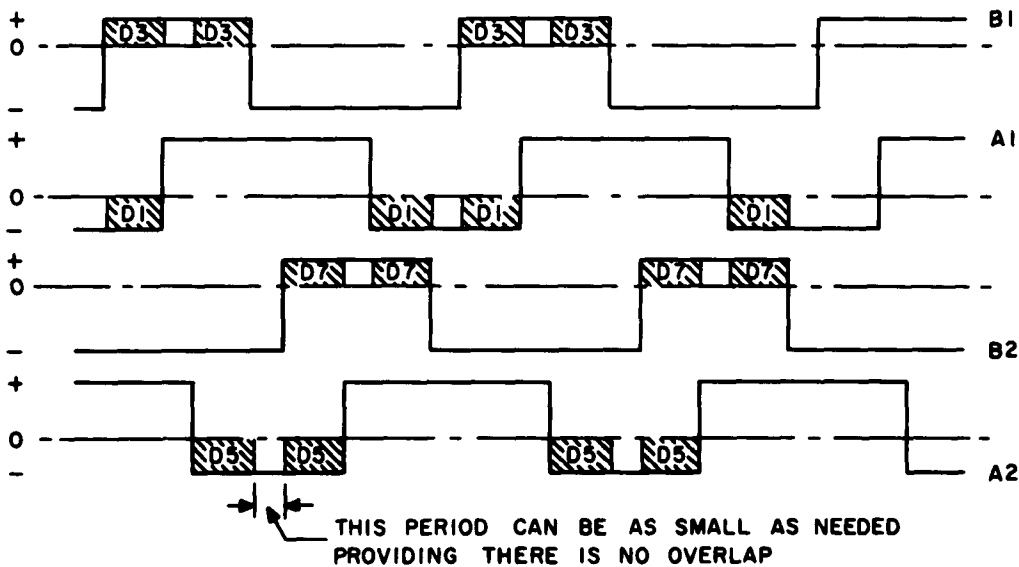 + B1
D3 D3 D3 D3
0
-
+ A1
0
D1 D1 D1 D1
-
+
D7 D7 D7 D7
0
- B2
+
0
D5 D5 D5 D5
- A2
THIS PERIOD CAN BE AS SMALL AS NEEDED
PROVIDING THERE IS NO OVERLAP